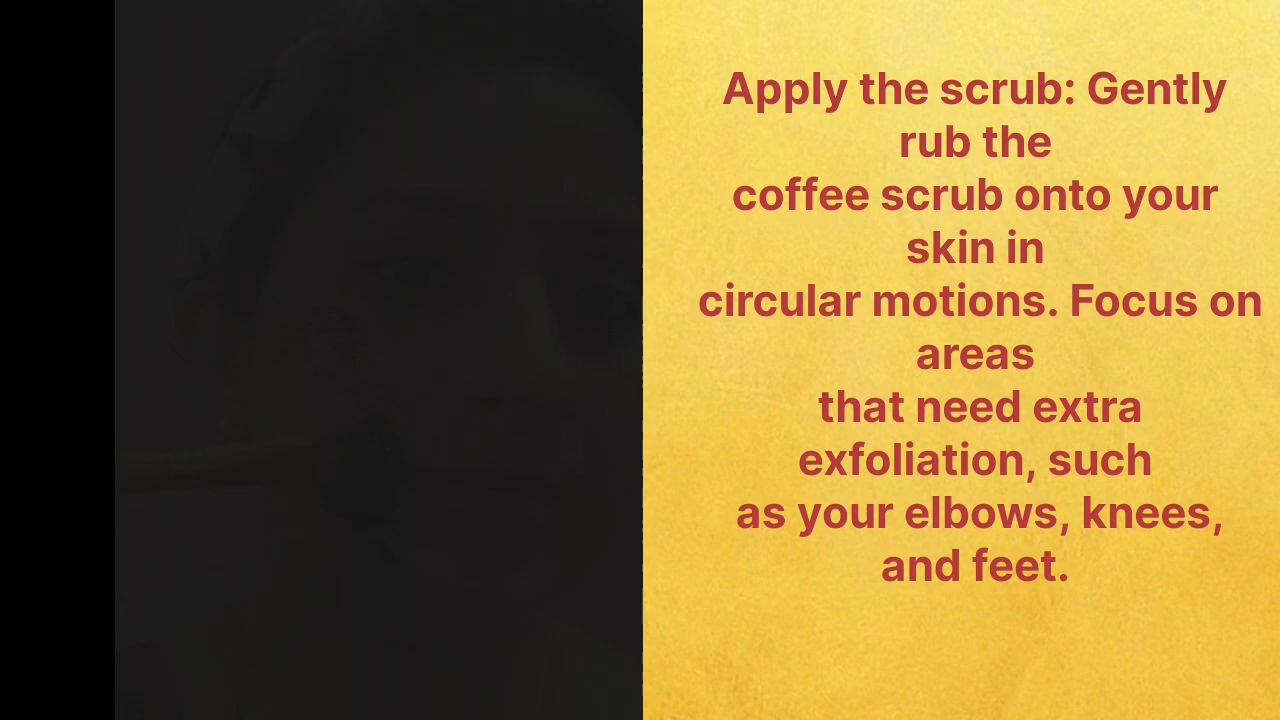 Apply the scrub: Gently
rub the
coffee scrub onto your
skin in
circular motions. Focus on
areas
that need extra
exfoliation, such
as your elbows, knees,
and feet.